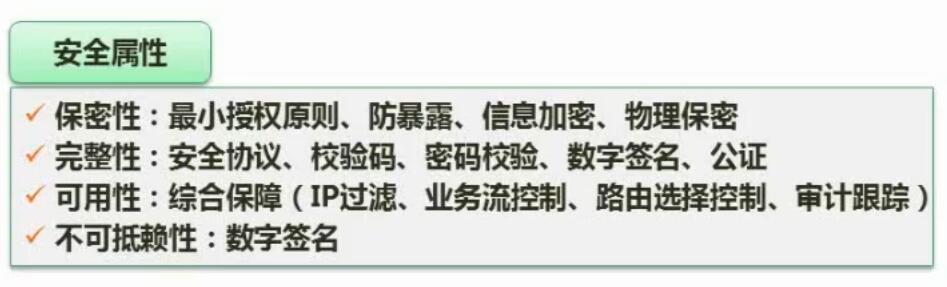 安全属性
✓ 保密性：最小授权原则、防暴露、信息加密、物理保密
✓ 完整性：安全协议、校验码、密码校验、数字签名、公证
✓ 可用性：综合保障（IP过滤、业务流控制、路由选择控制、审计跟踪）
✓ 不可抵赖性：数字签名